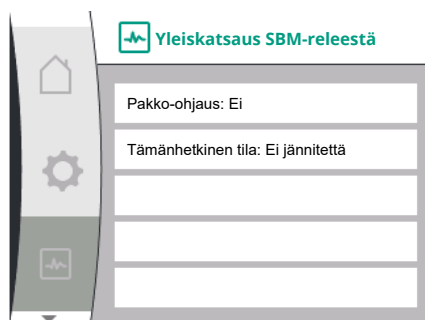 Yleiskatsaus SBM-releestä
Pakko-ohjaus: Ei
Tämänhetkinen tila: Ei jännitettä